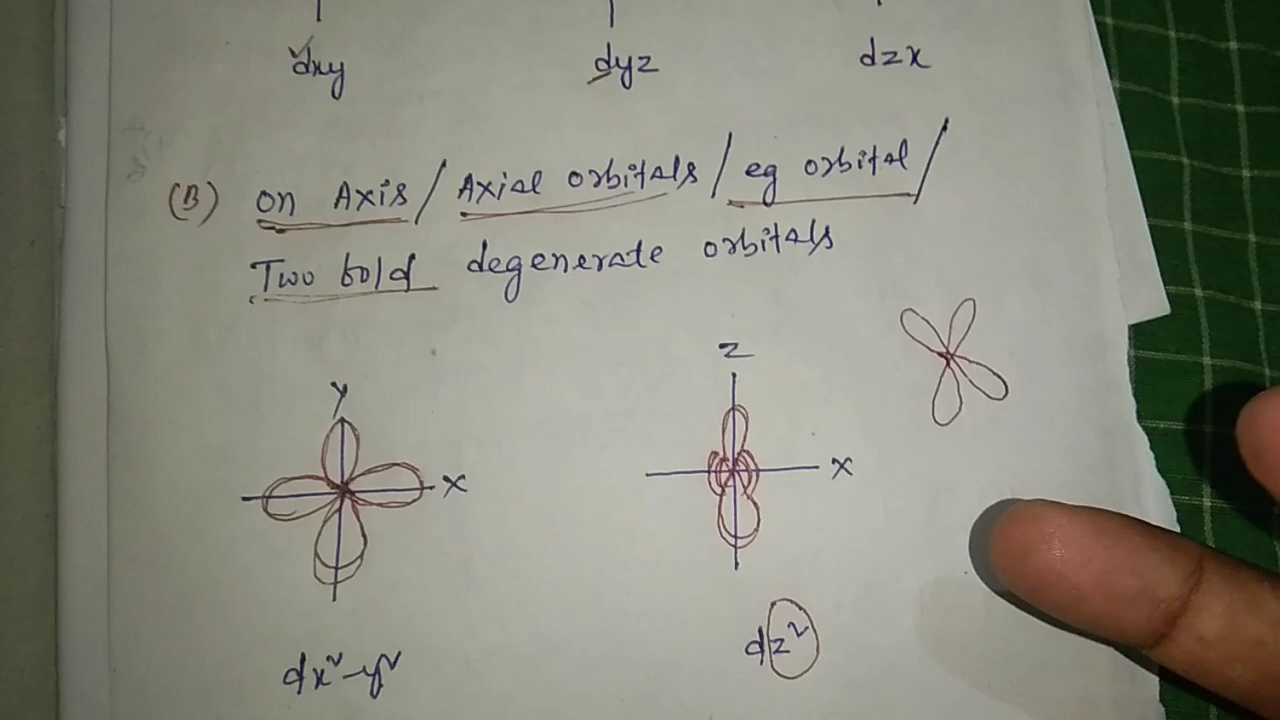 dxy dyz dzx
(B) on Axis / Axial orbitals / eg orbital /
Two fold degenerate orbitals
y z
x x
dx²-y² dz²